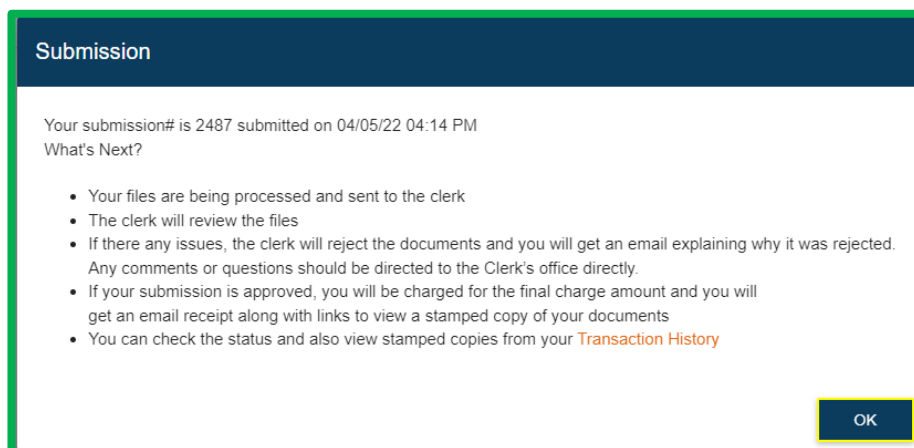 Submission
Your submission# is 2487 submitted on 04/05/22 04:14 PM
What's Next?
• Your files are being processed and sent to the clerk
• The clerk will review the files
• If there any issues, the clerk will reject the documents and you will get an email explaining why it was rejected.
Any comments or questions should be directed to the Clerk's office directly.
• If your submission is approved, you will be charged for the final charge amount and you will
get an email receipt along with links to view a stamped copy of your documents
• You can check the status and also view stamped copies from your Transaction History
OK